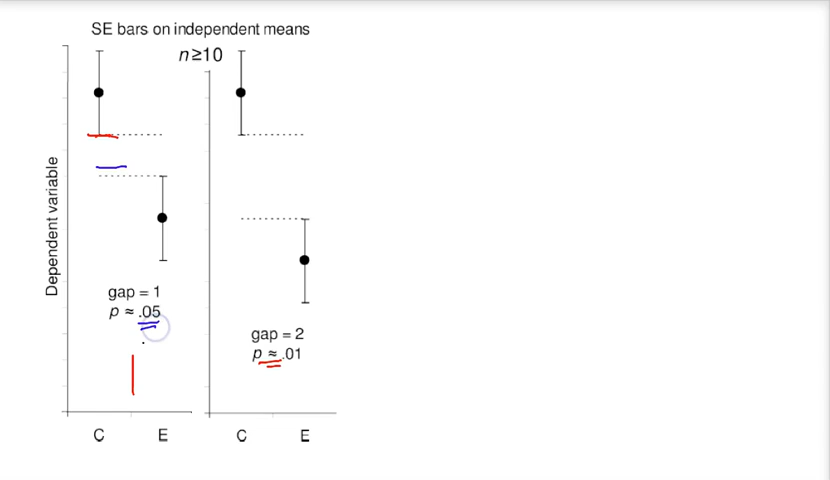 SE bars on independent means
n≥10
Dependent variable
gap = 1
p ≈ .05
gap = 2
p ≈ .01
C
E
C
E